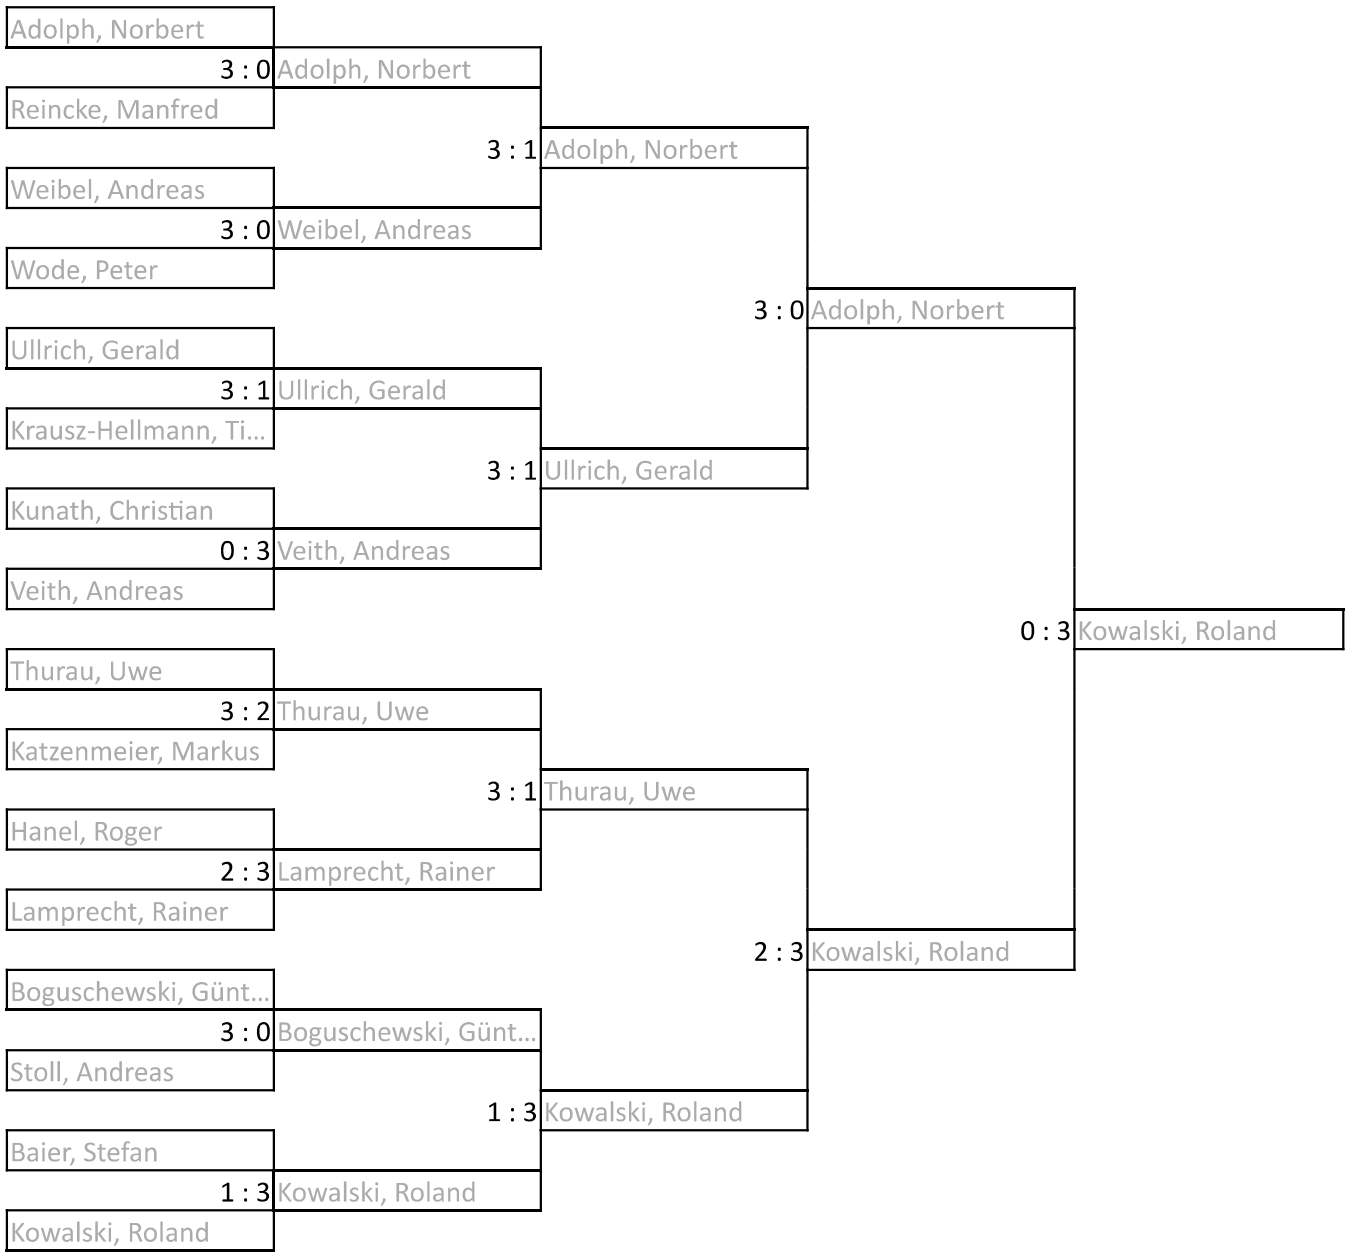 Adolph, Norbert
3 : 0 Adolph, Norbert
Reincke, Manfred
3 : 1 Adolph, Norbert
Weibel, Andreas
3 : 0 Weibel, Andreas
Wode, Peter
3 : 0 Adolph, Norbert
Ullrich, Gerald
3 : 1 Ullrich, Gerald
Krausz-Hellmann, Ti...
3 : 1 Ullrich, Gerald
Kunath, Christian
0 : 3 Veith, Andreas
Veith, Andreas
0 : 3 Kowalski, Roland
Thurau, Uwe
3 : 2 Thurau, Uwe
Katzenmeier, Markus
3 : 1 Thurau, Uwe
Hanel, Roger
2 : 3 Lamprecht, Rainer
Lamprecht, Rainer
2 : 3 Kowalski, Roland
Boguschewski, Günt...
3 : 0 Boguschewski, Günt...
Stoll, Andreas
1 : 3 Kowalski, Roland
Baier, Stefan
1 : 3 Kowalski, Roland
Kowalski, Roland